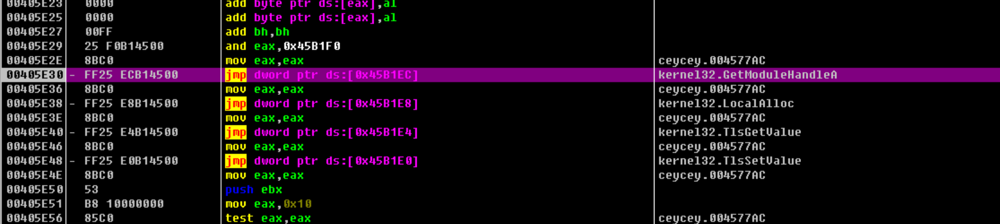 00405E23 0000 add byte ptr ds:[eax],al
00405E25 0000 add byte ptr ds:[eax],al
00405E27 00FF add bh,bh
00405E29 25 F0B14500 and eax,0x45B1F0
00405E2E 8BC0 mov eax,eax ceycey.004577AC
00405E30 - FF25 ECB14500 jmp dword ptr ds:[0x45B1EC] kernel32.GetModuleHandleA
00405E36 8BC0 mov eax,eax ceycey.004577AC
00405E38 - FF25 E8B14500 jmp dword ptr ds:[0x45B1E8] kernel32.LocalAlloc
00405E3E 8BC0 mov eax,eax ceycey.004577AC
00405E40 - FF25 E4B14500 jmp dword ptr ds:[0x45B1E4] kernel32.TlsGetValue
00405E46 8BC0 mov eax,eax ceycey.004577AC
00405E48 - FF25 E0B14500 jmp dword ptr ds:[0x45B1E0] kernel32.TlsSetValue
00405E4E 8BC0 mov eax,eax ceycey.004577AC
00405E50 53 push ebx
00405E51 B8 10000000 mov eax,0x10
00405E56 85C0 test eax,eax ceycey.004577AC